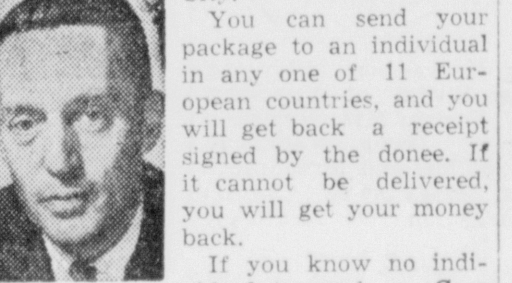 You can send your
package to an individual
in any one of 11 Eur-
opean countries, and you
will get back a receipt
signed by the donee. If
it cannot be delivered,
you will get your money
back.
If you know no indi-